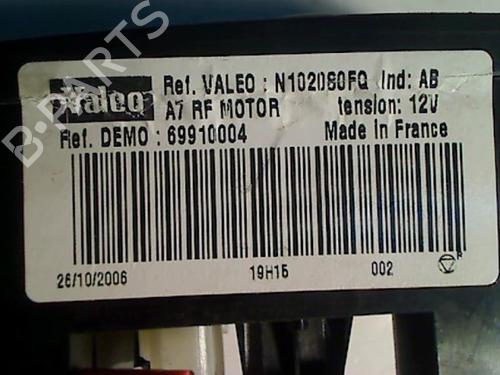 Valeo Ref. VALEO : N102080FQ Ind: AB
A7 RF MOTOR tension: 12V
Ref. DEMO : 69910004 Made in France
26/10/2006 19H15 002 R
B-PARTS